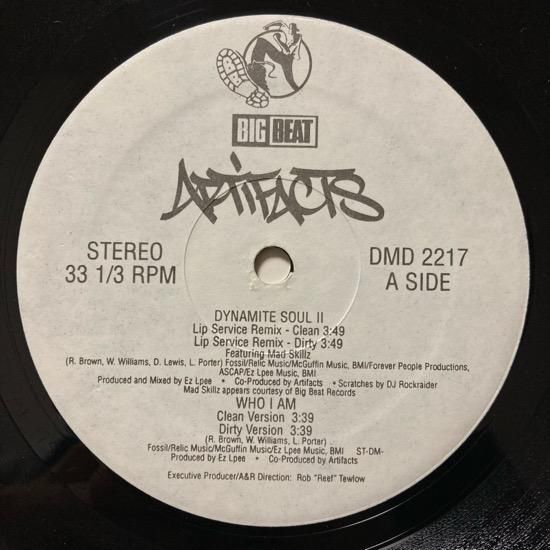 BIG BEAT
ARTIFACTS
STEREO
33 1/3 RPM
DMD 2217
A SIDE
DYNAMITE SOUL II
Lip Service Remix - Clean 3:49
Lip Service Remix - Dirty 3:49
Featuring Mad Skillz
(R. Brown, W. Williams, D. Lewis, L. Porter) Fossil/Relic Music/McGuffin Music, BMI/Forever People Productions,
ASCAP/Ez Lpee Music, BMI
Produced and Mixed by Ez Lpee • Co-Produced by Artifacts • Scratches by DJ Rockraider
Mad Skillz appears courtesy of Big Beat Records
WHO I AM
Clean Version 3:39
Dirty Version 3:39
(R. Brown, W. Williams, L. Porter)
Fossil/Relic Music/McGuffin Music/Ez Lpee Music, BMI ST-DM-
Produced by Ez Lpee • Co-Produced by Artifacts
Executive Producer/A&R Direction: Rob "Reef" Tewlow